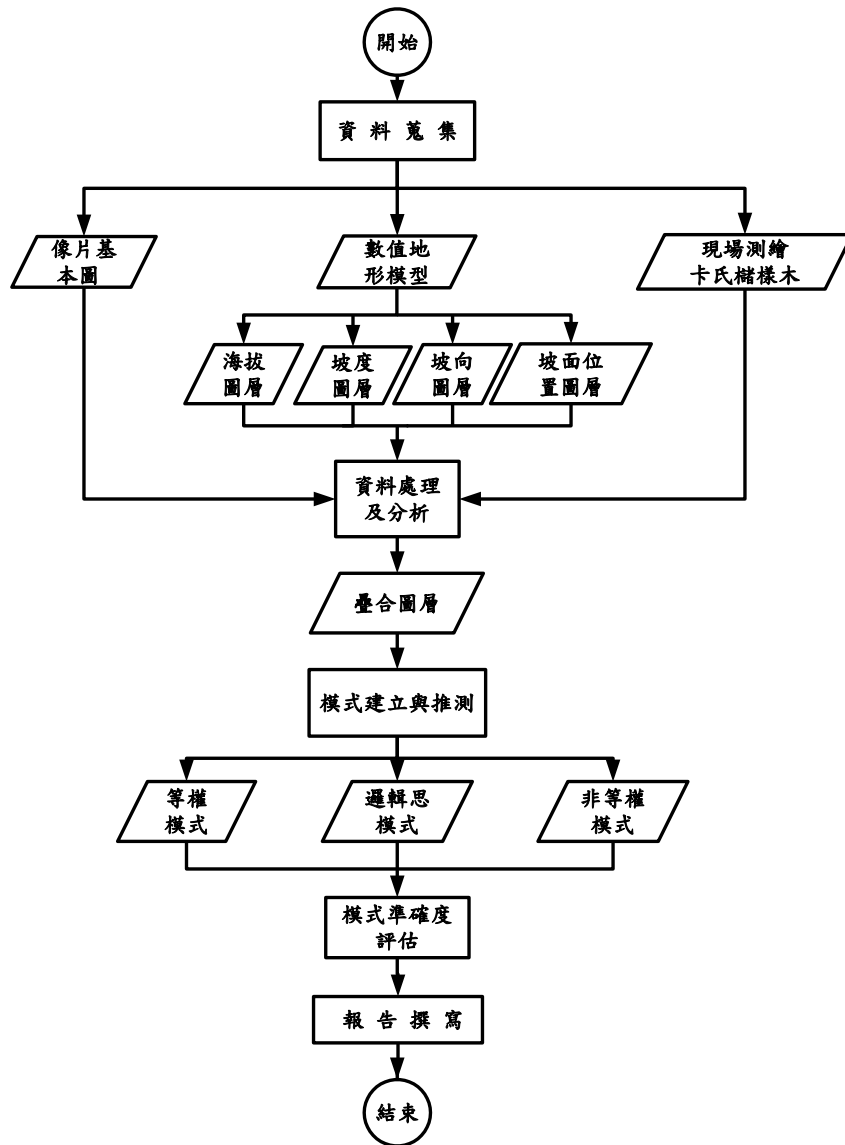 開始
資料蒐集
像片基
本圖
數值地
形模型
現場測繪
卡氏櫧樣木
海拔
圖層
坡度
圖層
坡向
圖層
坡面位
置圖層
資料處理
及分析
疊合圖層
模式建立與推測
等權
模式
邏輯思
模式
非等權
模式
模式準確度
評估
報告撰寫
結束